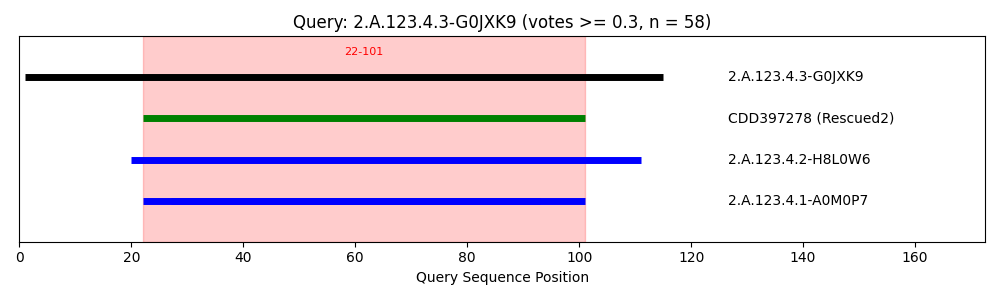 Query: 2.A.123.4.3-G0JXK9 (votes >= 0.3, n = 58)
22-101
2.A.123.4.3-G0JXK9
CDD397278 (Rescued2)
2.A.123.4.2-H8L0W6
2.A.123.4.1-A0M0P7
0 20 40 60 80 100 120 140 160
Query Sequence Position